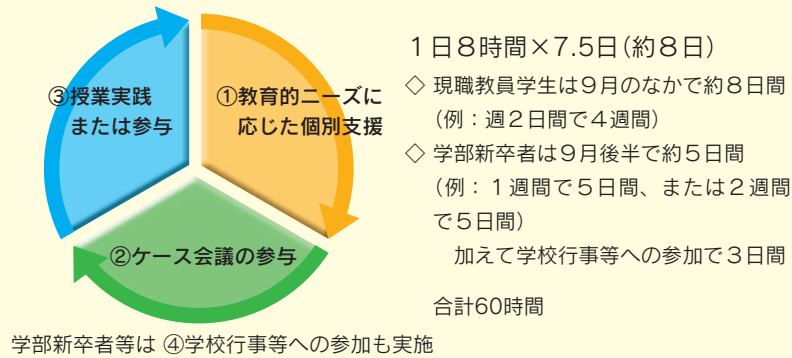 ③授業実践
または参与
①教育的ニーズに
応じた個別支援
②ケース会議の参与
学部新卒者等は ④学校行事等への参加も実施
1日8時間×7.5日(約8日)
◇ 現職教員学生は9月のなかで約8日間
(例：週2日間で4週間)
◇ 学部新卒者は9月後半で約5日間
(例：1週間で5日間、または2週間
で5日間)
加えて学校行事等への参加で3日間
合計60時間